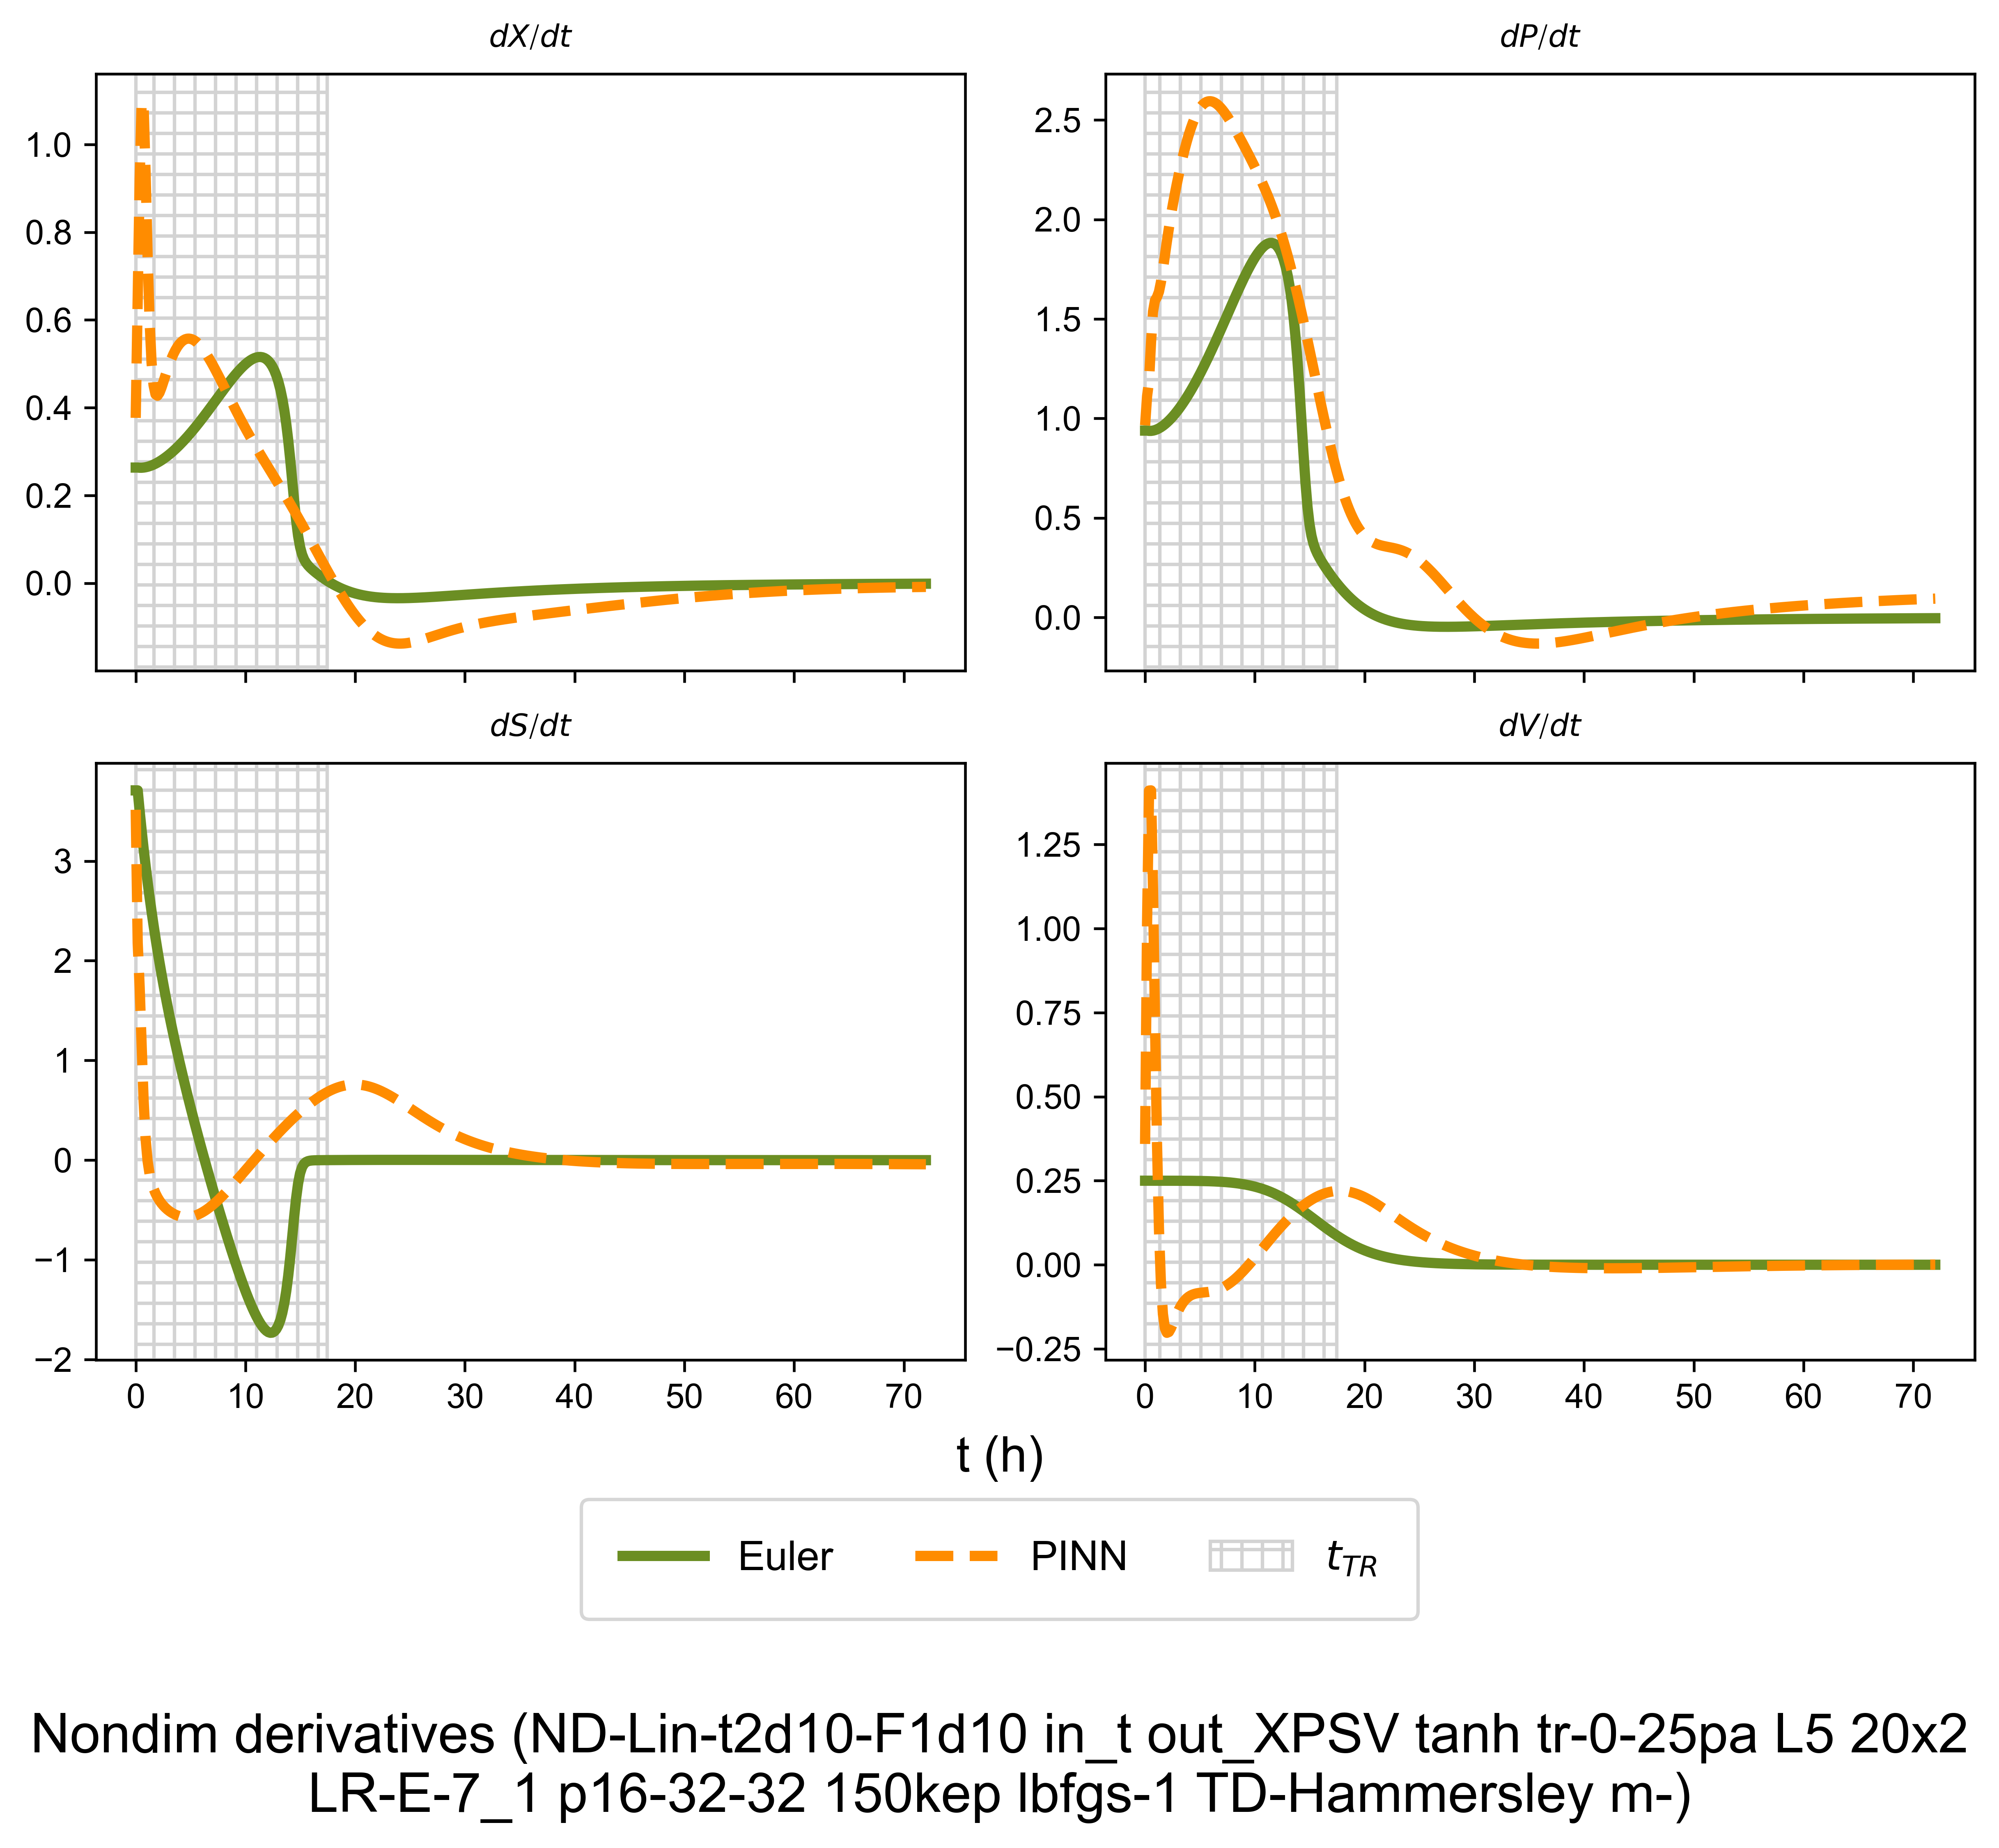 dX/dt
dP/dt
1.0
0.8
0.6
0.4
0.2
0.0
2.5
2.0
1.5
1.0
0.5
0.0
dS/dt
dV/dt
3
2
1
0
−1
−2
0 10 20 30 40 50 60 70
1.25
1.00
0.75
0.50
0.25
0.00
−0.25
0 10 20 30 40 50 60 70
t (h)
Euler PINN t_{TR}
Nondim derivatives (ND-Lin-t2d10-F1d10 in_t out_XPSV tanh tr-0-25pa L5 20x2
LR-E-7_1 p16-32-32 150kep lbfgs-1 TD-Hammersley m-)